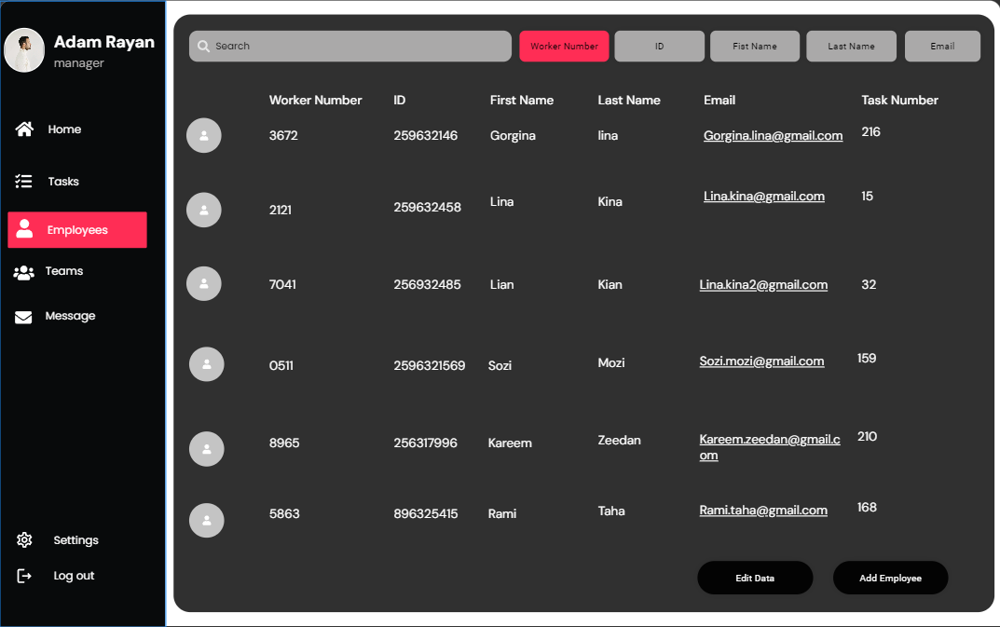 Adam Rayan
manager
Home
Tasks
Employees
Teams
Message
Settings
Log out
Search
Worker Number ID Fist Name Last Name Email
Worker Number ID First Name Last Name Email Task Number
3672 259632146 Gorgina lina Gorgina.lina@gmail.com 216
2121 259632458 Lina Kina Lina.kina@gmail.com 15
7041 256932485 Lian Kian Lina.kina2@gmail.com 32
0511 2596321569 Sozi Mozi Sozi.mozi@gmail.com 159
8965 256317996 Kareem Zeedan Kareem.zeedan@gmail.c 210
om
5863 896325415 Rami Taha Rami.taha@gmail.com 168
Edit Data Add Employee